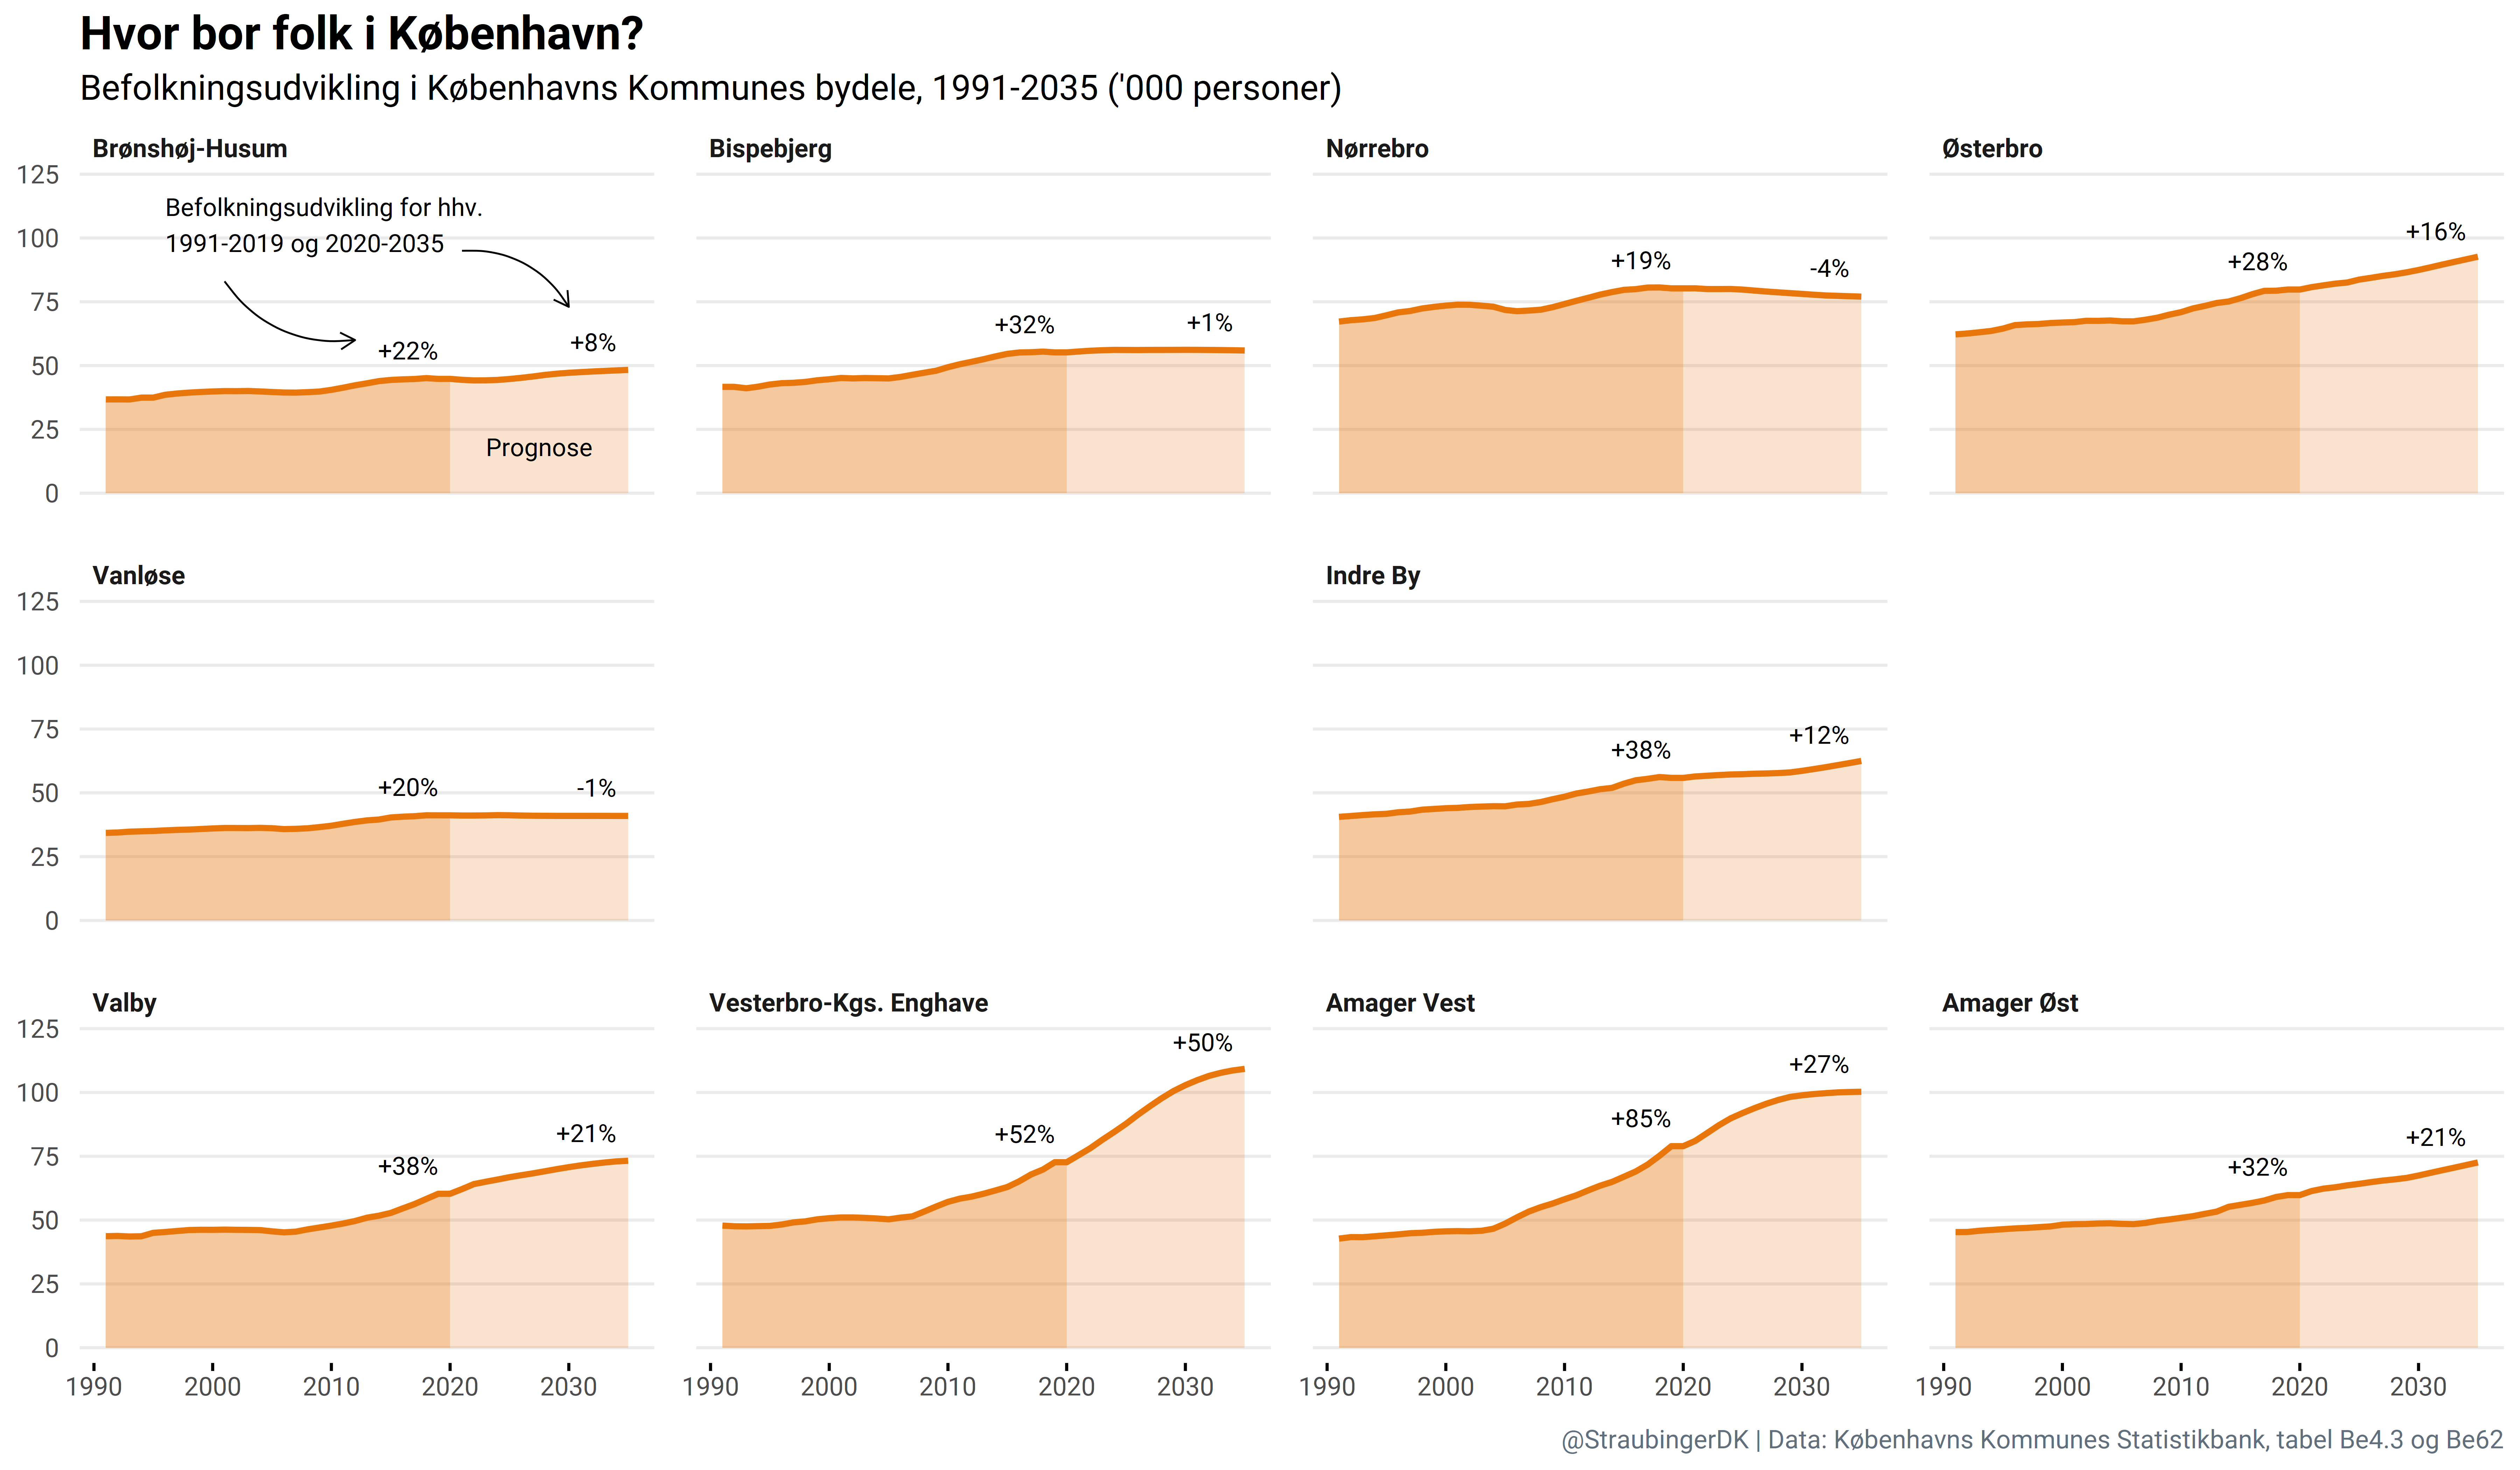 Hvor bor folk i København?
Befolkningsudvikling i Københavns Kommunes bydele, 1991-2035 ('000 personer)
Brønshøj-Husum
Bispebjerg
Nørrebro
Østerbro
125
100
75
50
25
0
Befolkningsudvikling for hhv.
1991-2019 og 2020-2035
+22%
+8%
Prognose
+32%
+1%
+19%
-4%
+28%
+16%
Vanløse
Indre By
125
100
75
50
25
0
+20%
-1%
+38%
+12%
Valby
Vesterbro-Kgs. Enghave
Amager Vest
Amager Øst
125
100
75
50
25
0
+38%
+21%
+52%
+50%
+85%
+27%
+32%
+21%
1990 2000 2010 2020 2030
1990 2000 2010 2020 2030
1990 2000 2010 2020 2030
1990 2000 2010 2020 2030
@StraubingerDK | Data: Københavns Kommunes Statistikbank, tabel Be4.3 og Be62